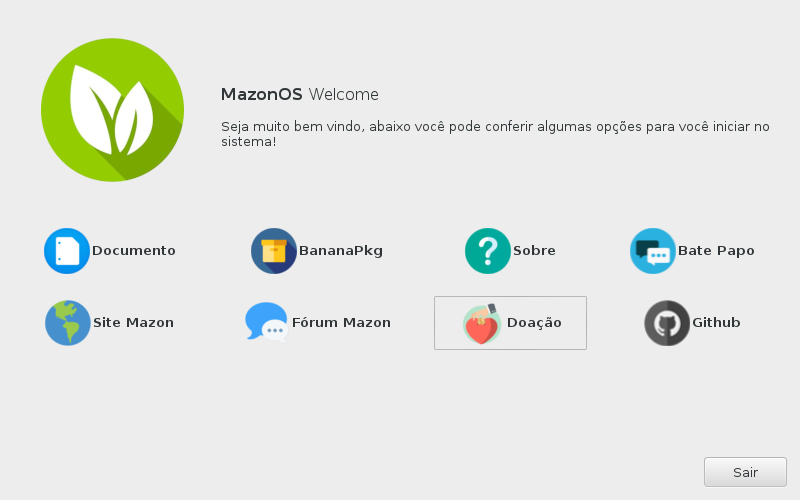 MazonOS Welcome
Seja muito bem vindo, abaixo você pode conferir algumas opções para você iniciar no
sistema!
Documento
BananaPkg
Sobre
Bate Papo
Site Mazon
Fórum Mazon
Doação
Github
Sair